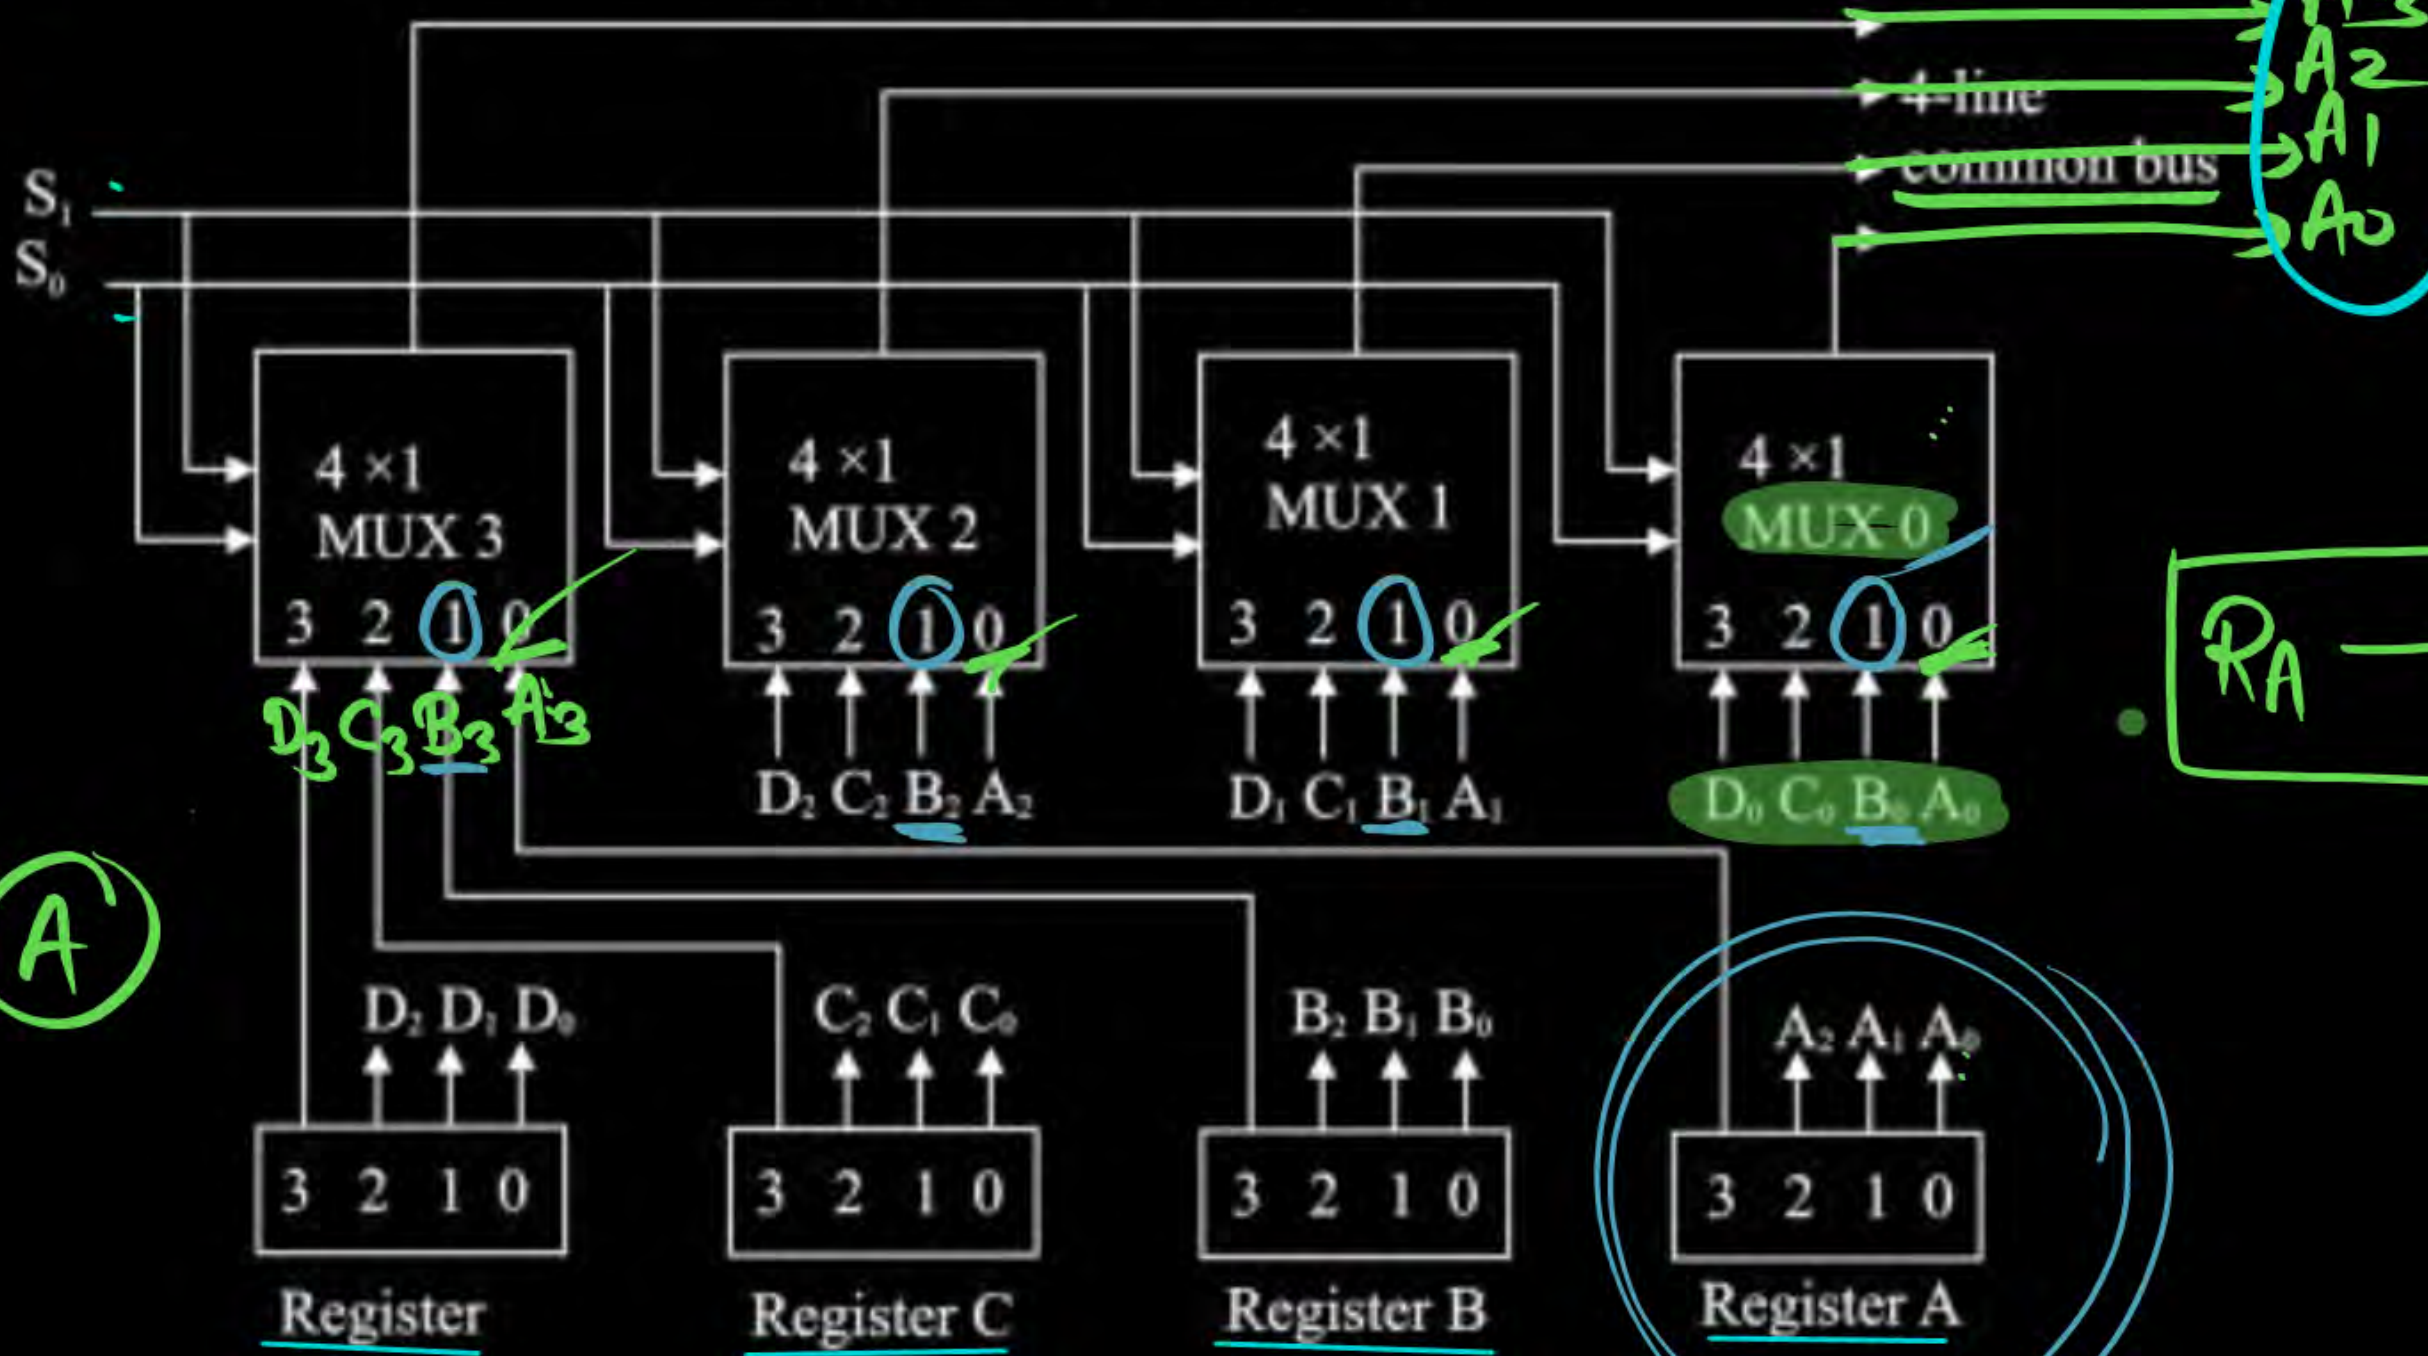 A3
A2
4-line
A1
common bus
A0
S₁
S₀
4 ×1
MUX 3
3 2 1 0
4 ×1
MUX 2
3 2 1 0
4 ×1
MUX 1
3 2 1 0
4 ×1
MUX 0
3 2 1 0
RA
D3 C3 B3 A3
D₂ C₂ B₂ A₂
D₁ C₁ B₁ A₁
D₀ C₀ B₀ A₀
A
D₂ D₁ D₀
C₂ C₁ C₀
B₂ B₁ B₀
A₂ A₁ A₀
3 2 1 0
3 2 1 0
3 2 1 0
3 2 1 0
Register
Register C
Register B
Register A